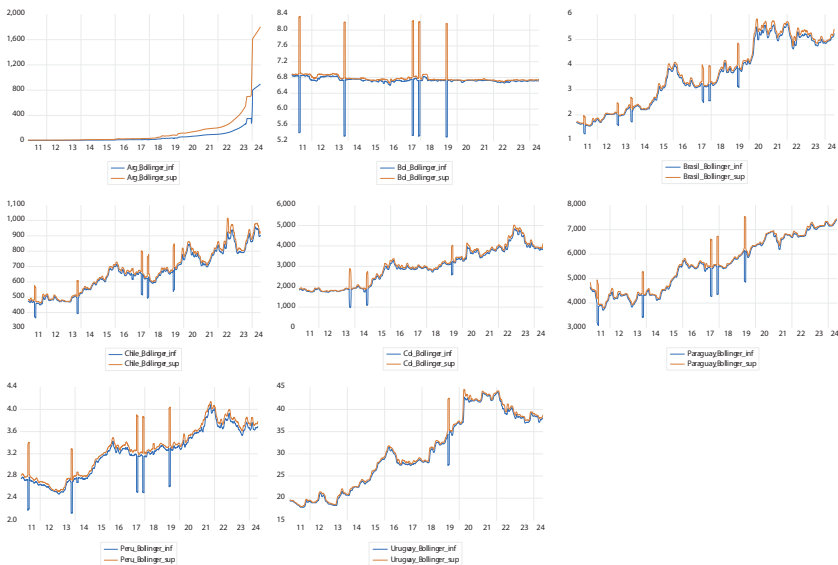 2,000
1,600
1,200
800
400
0
11 12 13 14 15 16 17 18 19 20 21 22 23 24
Arg_Bollinger_inf
Arg_Bollinger_sup
8.4
8.0
7.6
7.2
6.8
6.4
6.0
5.6
5.2
11 12 13 14 15 16 17 18 19 20 21 22 23 24
Bol_Bollinger_inf
Bol_Bollinger_sup
6
5
4
3
2
1
11 12 13 14 15 16 17 18 19 20 21 22 23 24
Brasil_Bollinger_inf
Brasil_Bollinger_sup
1,100
1,000
900
800
700
600
500
400
300
11 12 13 14 15 16 17 18 19 20 21 22 23 24
Chile_Bollinger_inf
Chile_Bollinger_sup
6,000
5,000
4,000
3,000
2,000
1,000
0
11 12 13 14 15 16 17 18 19 20 21 22 23 24
Col_Bollinger_inf
Col_Bollinger_sup
8,000
7,000
6,000
5,000
4,000
3,000
11 12 13 14 15 16 17 18 19 20 21 22 23 24
Paraguay_Bollinger_inf
Paraguay_Bollinger_sup
4.4
4.0
3.6
3.2
2.8
2.4
2.0
11 12 13 14 15 16 17 18 19 20 21 22 23 24
Peru_Bollinger_inf
Peru_Bollinger_sup
45
40
35
30
25
20
15
11 12 13 14 15 16 17 18 19 20 21 22 23 24
Uruguay_Bollinger_inf
Uruguay_Bollinger_sup